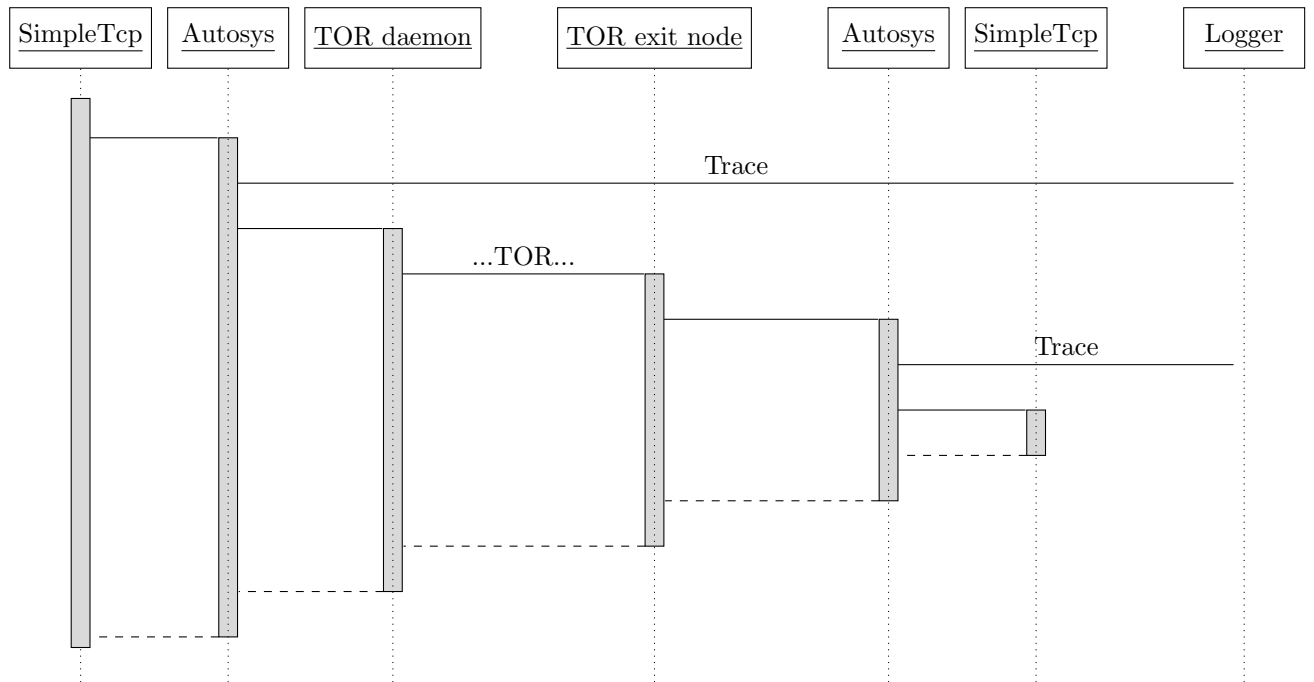 SimpleTcp
Autosys
TOR daemon
TOR exit node
Autosys
SimpleTcp
Logger
Trace
...TOR...
Trace